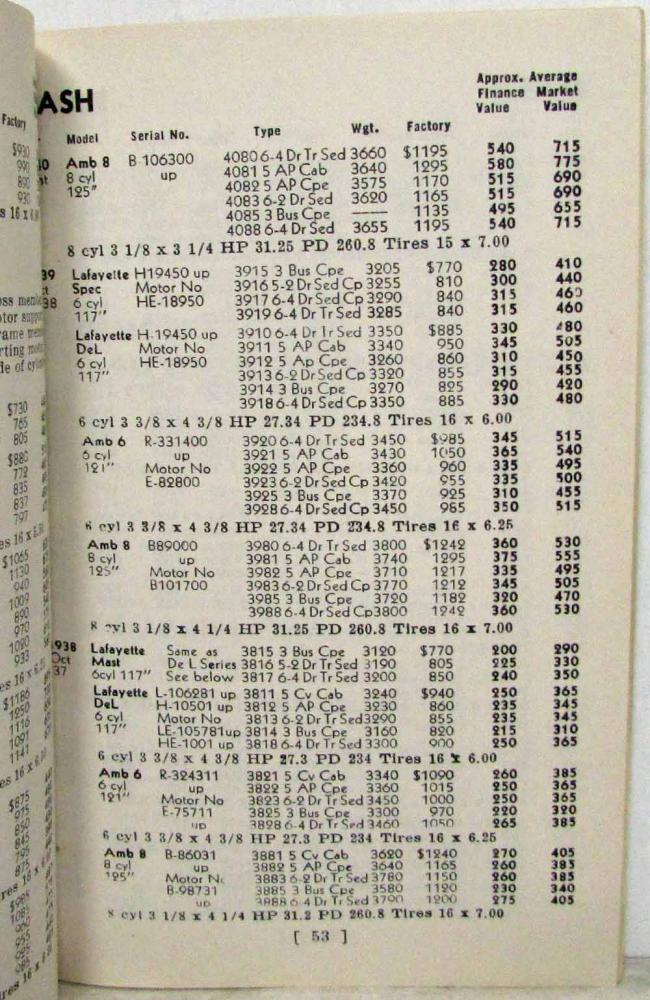 ASH
Approx. Average
Finance Market
Factory Value Value
Model Serial No. Type Wgt. Factory
Amb 8 B-106300 4080 6-4 Dr Tr Sed 3660 $1195 540 715
8 cyl up 4081 5 AP Cab 3640 1295 580 775
125" 4082 5 AP Cpe 3575 1170 515 690
4083 6-2 Dr Sed 3620 1165 515 690
4085 3 Bus Cpe —— 1135 495 655
4088 6-4 Dr Sed 3655 1195 540 715
8 cyl 3 1/8 x 3 1/4 HP 31.25 PD 260.8 Tires 15 x 7.00
39 Lafayette H19450 up 3915 3 Bus Cpe 3205 $770 280 410
Spec Motor No 3916 5-2 Dr Sed Cp 3255 810 300 440
38 6 cyl HE-18950 3917 6-4 Dr Sed Cp 3290 840 315 460
117" 3919 6-4 Dr Tr Sed 3285 840 315 460
Lafayette H-19450 up 3910 6-4 Dr Tr Sed 3350 $885 330 480
DeL Motor No 3911 5 AP Cab 3340 950 345 505
6 cyl HE-18950 3912 5 Ap Cpe 3260 860 310 450
117" 3913 6-2 Dr Sed Cp 3320 855 315 455
3914 3 Bus Cpe 3270 825 290 420
3918 6-4 Dr Sed Cp 3350 885 330 480
6 cyl 3 3/8 x 4 3/8 HP 27.34 PD 234.8 Tires 16 x 6.00
Amb 6 R-331400 3920 6-4 Dr Tr Sed 3450 $985 345 515
6 cyl up 3921 5 AP Cab 3430 1050 365 540
121" Motor No 3922 5 AP Cpe 3360 960 335 495
E-82800 3923 6-2 Dr Sed Cp 3420 955 335 500
3925 3 Bus Cpe 3370 925 310 455
3928 6-4 Dr Sed Cp 3450 985 350 515
6 cyl 3 3/8 x 4 3/8 HP 27.34 PD 234.8 Tires 16 x 6.25
Amb 8 B89000 3980 6-4 Dr Tr Sed 3800 $1242 360 530
8 cyl up 3981 5 AP Cab 3740 1295 375 555
125" Motor No 3982 5 AP Cpe 3710 1217 335 495
B101700 3983 6-2 Dr Sed Cp 3770 1212 345 505
3985 3 Bus Cpe 3720 1182 320 470
3988 6-4 Dr Sed Cp 3800 1242 360 530
8 cyl 3 1/8 x 4 1/4 HP 31.25 PD 260.8 Tires 16 x 7.00
1938 Lafayette Same as 3815 3 Bus Cpe 3120 $770 200 290
Oct Mast De L Series 3816 5-2 Dr Tr Sed 3190 805 225 330
37 6cyl 117" See below 3817 6-4 Dr Tr Sed 3200 850 240 350
Lafayette L-106281 up 3811 5 Cv Cab 3240 $940 250 365
DeL H-10501 up 3812 5 AP Cpe 3230 860 235 345
6 cyl Motor No 3813 6-2 Dr Tr Sed 3290 855 235 345
117" LE-105781 up 3814 3 Bus Cpe 3160 820 215 310
HE-1001 up 3818 6-4 Dr Tr Sed 3300 900 250 365
6 cyl 3 3/8 x 4 3/8 HP 27.3 PD 234 Tires 16 x 6.00
Amb 6 R-324311 3821 5 Cv Cab 3340 $1090 260 385
6 cyl up 3822 5 AP Cpe 3360 1015 250 365
121" Motor No 3823 6-2 Dr Tr Sed 3450 1000 250 365
E-75711 3825 3 Bus Cpe 3300 970 220 320
up 3828 6-4 Dr Tr Sed 3460 1050 265 385
6 cyl 3 3/8 x 4 3/8 HP 27.3 PD 234 Tires 16 x 6.25
Amb 8 B-86031 3881 5 Cv Cab 3620 $1240 270 405
8 cyl up 3882 5 AP Cpe 3640 1165 260 385
125" Motor No 3883 6-2 Dr Tr Sed 3780 1150 260 385
B-98731 3885 3 Bus Cpe 3580 1120 230 340
up 3888 6-4 Dr Tr Sed 3790 1200 275 405
8 cyl 3 1/8 x 4 1/4 HP 31.2 PD 260.8 Tires 16 x 7.00
[ 53 ]